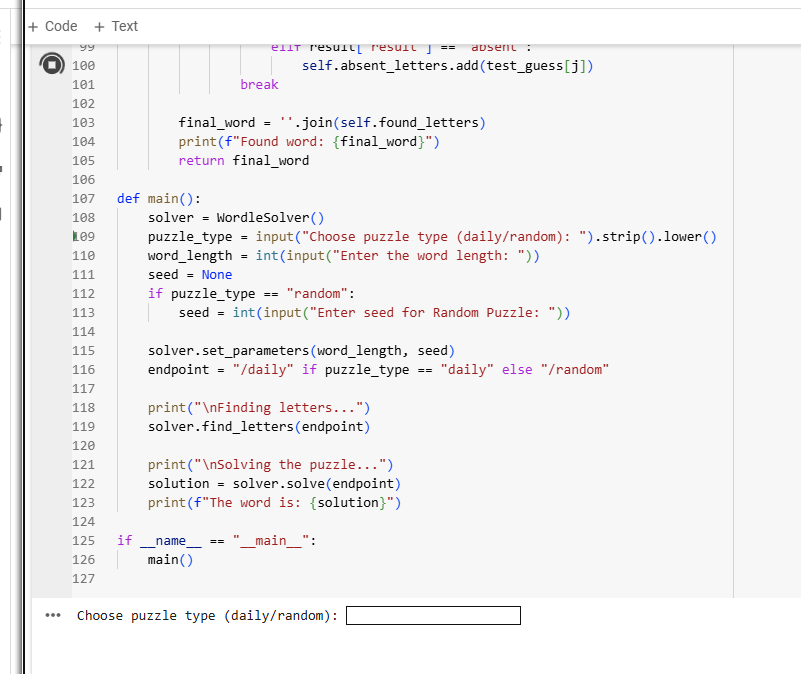 + Code + Text
99 elif result["result"] == "absent":
100 self.absent_letters.add(test_guess[j])
101 break
102
103 final_word = ''.join(self.found_letters)
104 print(f"Found word: {final_word}")
105 return final_word
106
107 def main():
108 solver = WordleSolver()
109 puzzle_type = input("Choose puzzle type (daily/random): ").strip().lower()
110 word_length = int(input("Enter the word length: "))
111 seed = None
112 if puzzle_type == "random":
113 seed = int(input("Enter seed for Random Puzzle: "))
114
115 solver.set_parameters(word_length, seed)
116 endpoint = "/daily" if puzzle_type == "daily" else "/random"
117
118 print("\nFinding letters...")
119 solver.find_letters(endpoint)
120
121 print("\nSolving the puzzle...")
122 solution = solver.solve(endpoint)
123 print(f"The word is: {solution}")
124
125 if __name__ == "__main__":
126 main()
127
Choose puzzle type (daily/random):